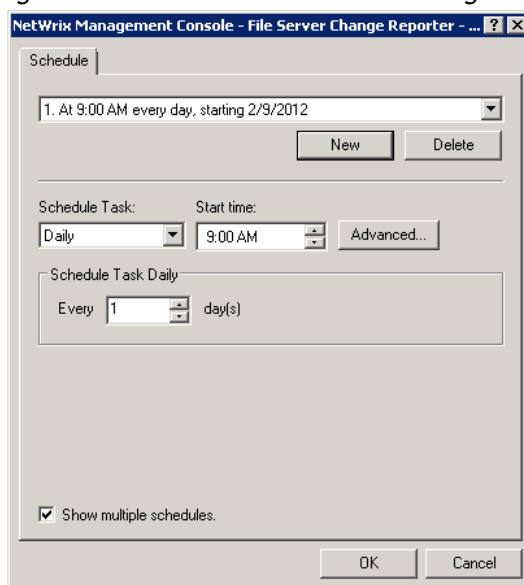 NetWrix Management Console - File Server Change Reporter - ...
Schedule
1. At 9:00 AM every day, starting 2/9/2012
New Delete
Schedule Task: Start time:
Daily 9:00 AM Advanced...
Schedule Task Daily
Every 1 day(s)
Show multiple schedules.
OK Cancel